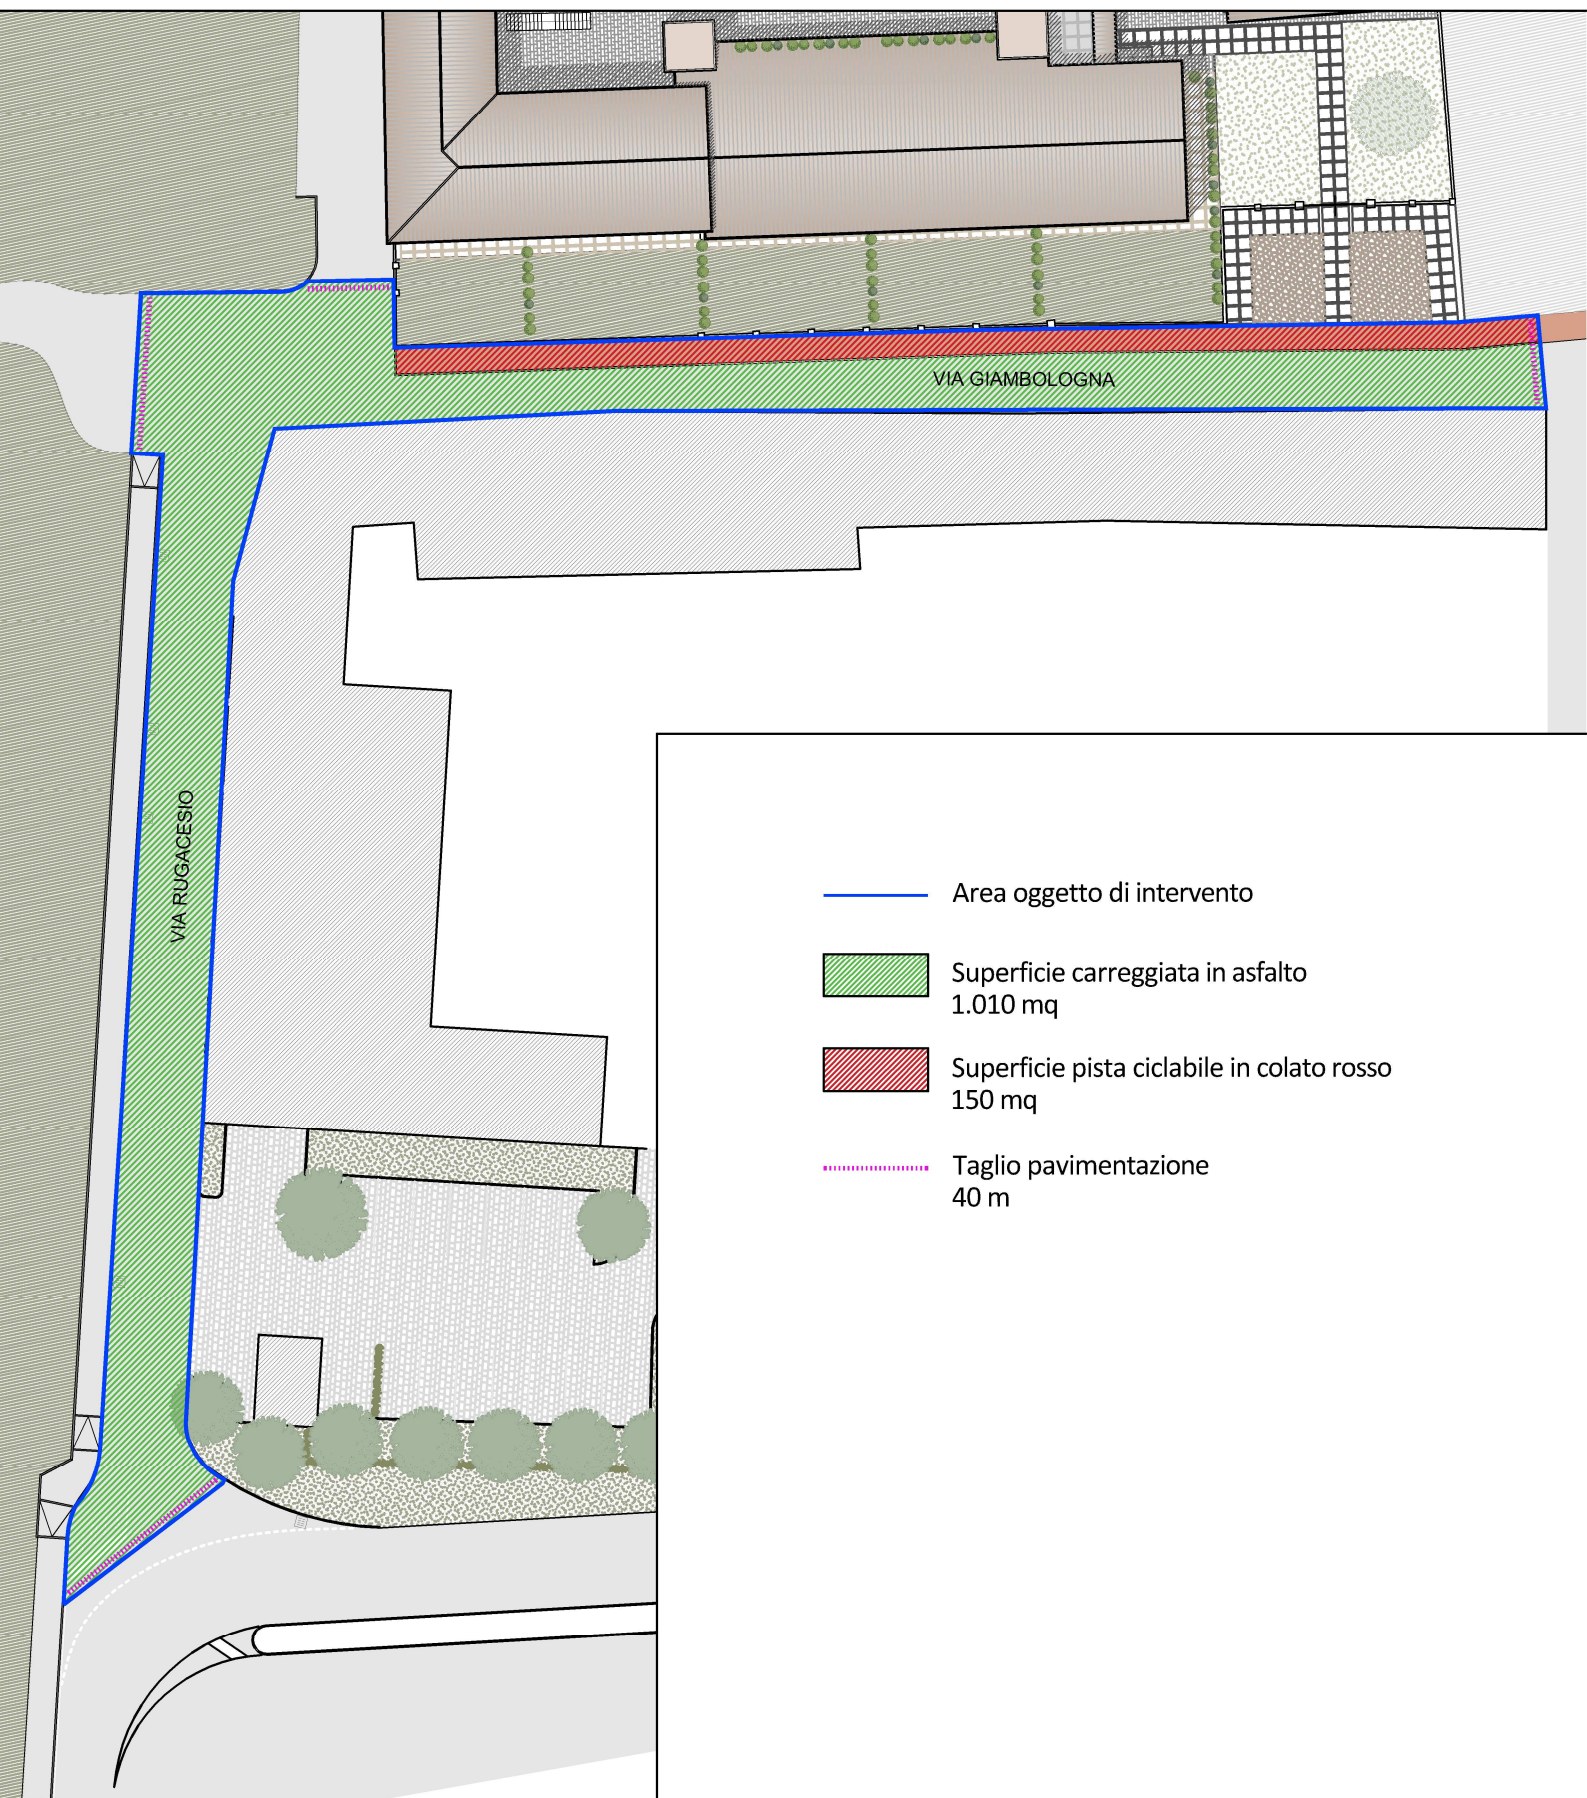 VIA GIAMBOLOGNA
VIA RUGACESIO
Area oggetto di intervento
Superficie carreggiata in asfalto
1.010 mq
Superficie pista ciclabile in colato rosso
150 mq
Taglio pavimentazione
40 m